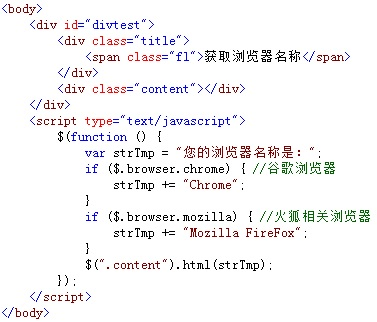 <body>
    <div id="divtest">
        <div class="title">
            <span class="fl">获取浏览器名称</span>
        </div>
        <div class="content"></div>
    </div>
    <script type="text/javascript">
        $(function () {
            var strTmp = "您的浏览器名称是：";
            if ($.browser.chrome) { //谷歌浏览器
                strTmp += "Chrome";
            }
            if ($.browser.mozilla) { //火狐相关浏览器
                strTmp += "Mozilla FireFox";
            }
            $(".content").html(strTmp);
        });
    </script>
</body>